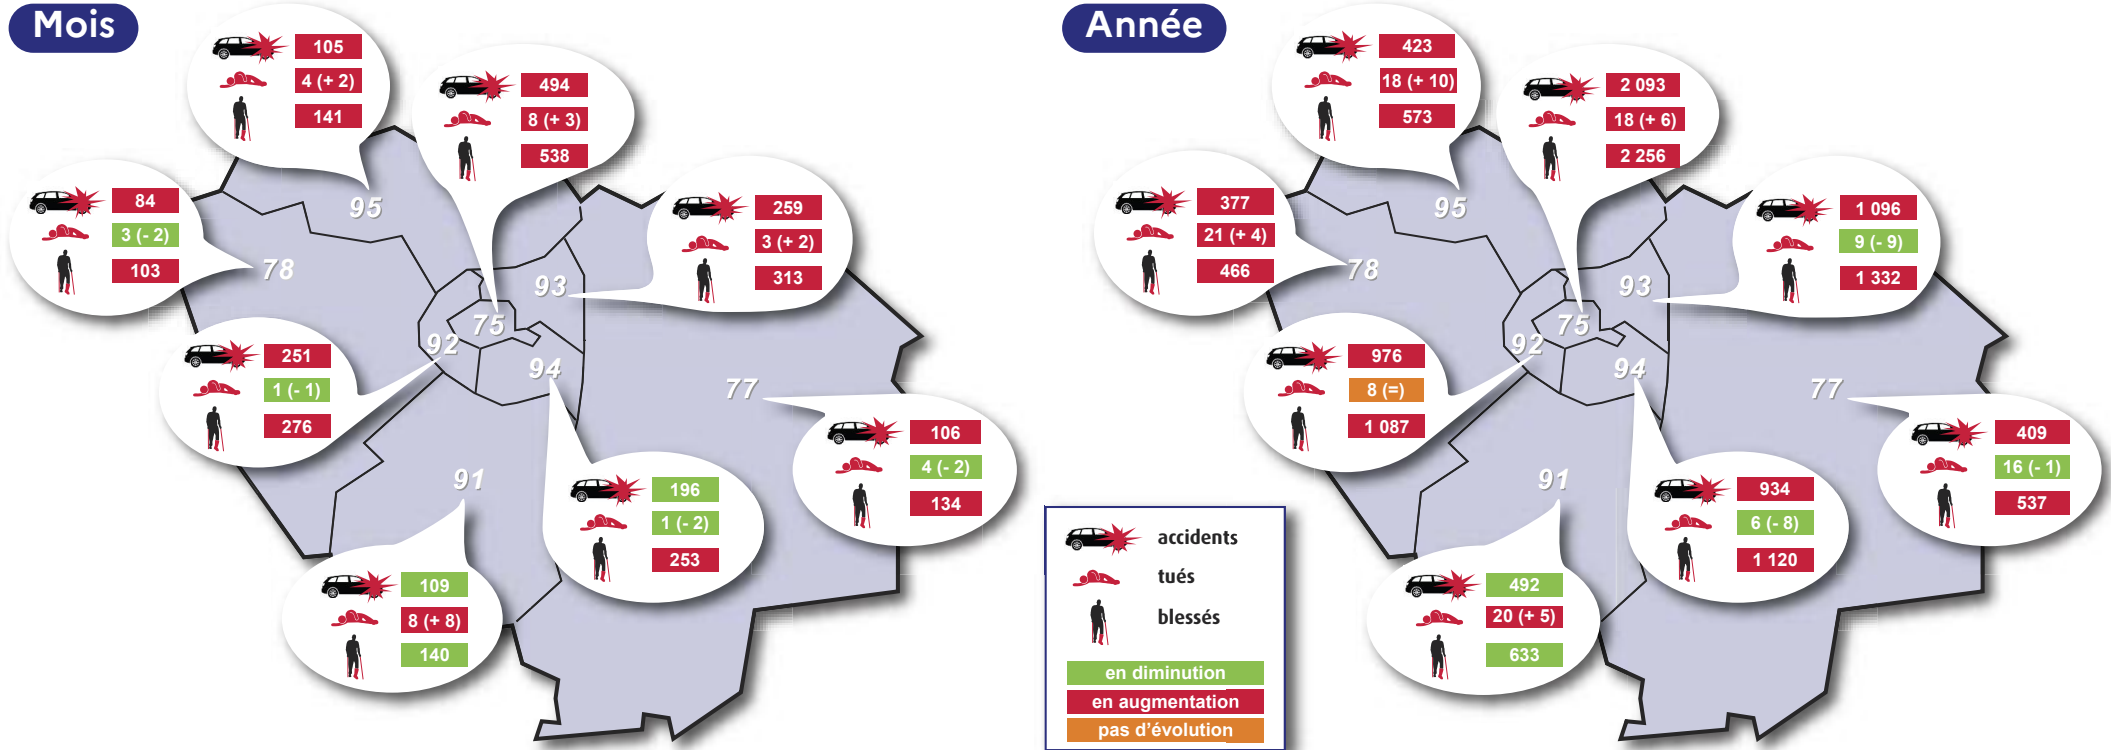 Mois
105
4 (+ 2)
141
95
494
8 (+ 3)
538
75
84
3 (- 2)
103
78
259
3 (+ 2)
313
93
251
1 (- 1)
276
92
94
196
1 (- 2)
253
77
106
4 (- 2)
134
91
109
8 (+ 8)
140
Année
423
18 (+ 10)
573
95
2 093
18 (+ 6)
2 256
75
377
21 (+ 4)
466
78
1 096
9 (- 9)
1 332
93
976
8 (=)
1 087
92
94
934
6 (- 8)
1 120
77
409
16 (- 1)
537
91
492
20 (+ 5)
633
accidents
tués
blessés
en diminution
en augmentation
pas d'évolution